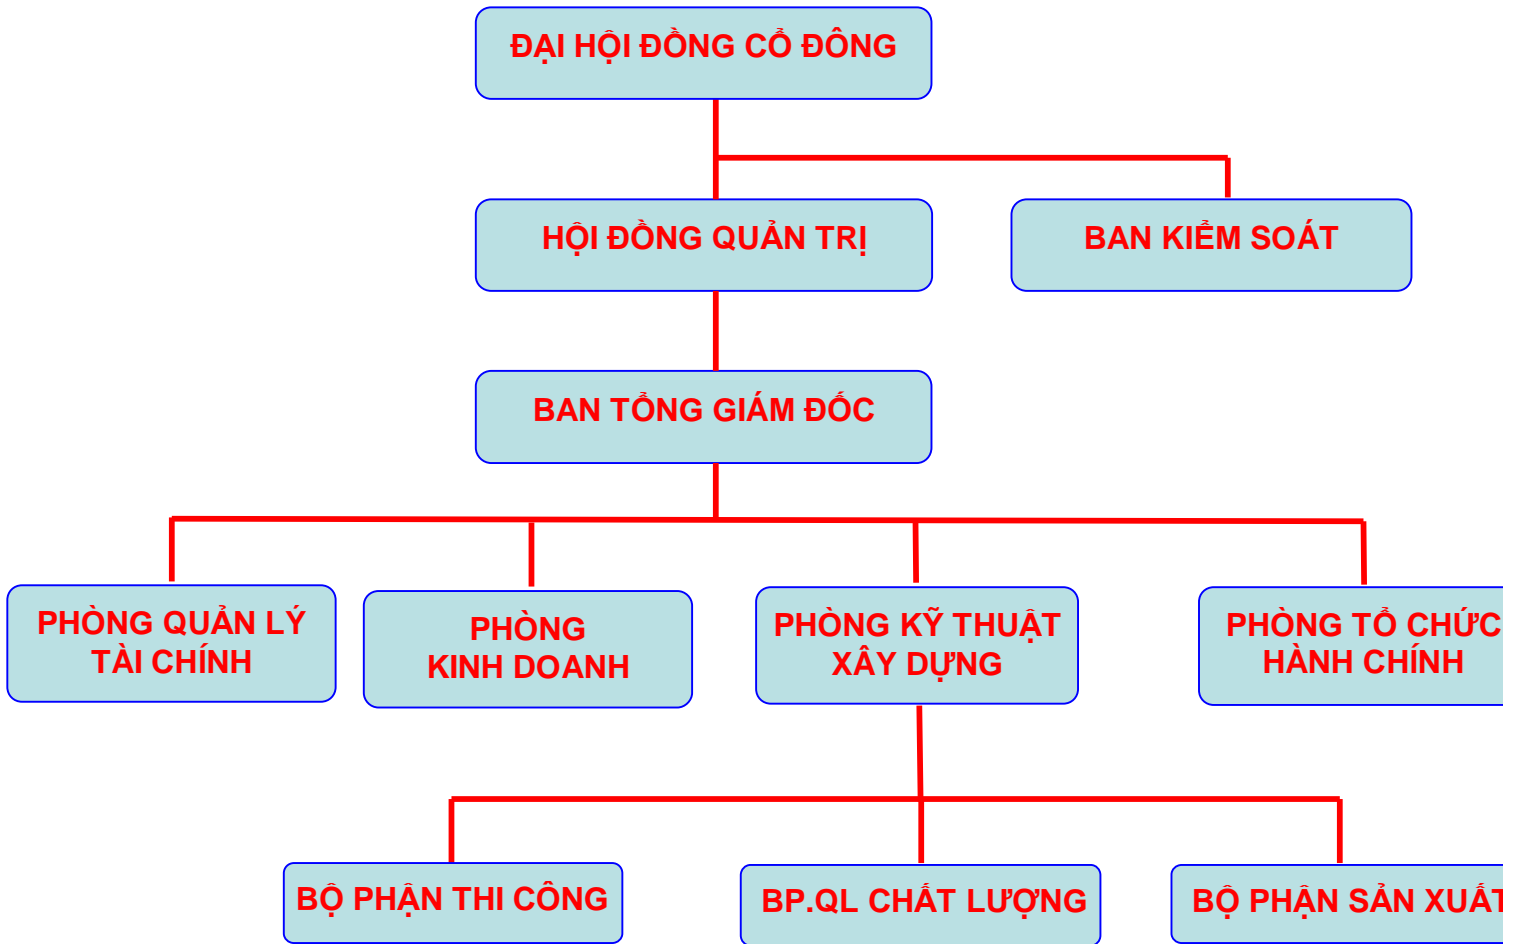 ĐẠI HỘI ĐỒNG CỔ ĐÔNG
HỘI ĐỒNG QUẢN TRỊ
BAN KIỂM SOÁT
BAN TỔNG GIÁM ĐỐC
PHÒNG QUẢN LÝ
TÀI CHÍNH
PHÒNG
KINH DOANH
PHÒNG KỸ THUẬT
XÂY DỰNG
PHÒNG TỔ CHỨC
HÀNH CHÍNH
BỘ PHẬN THI CÔNG
BP.QL CHẤT LƯỢNG
BỘ PHẬN SẢN XUẤT